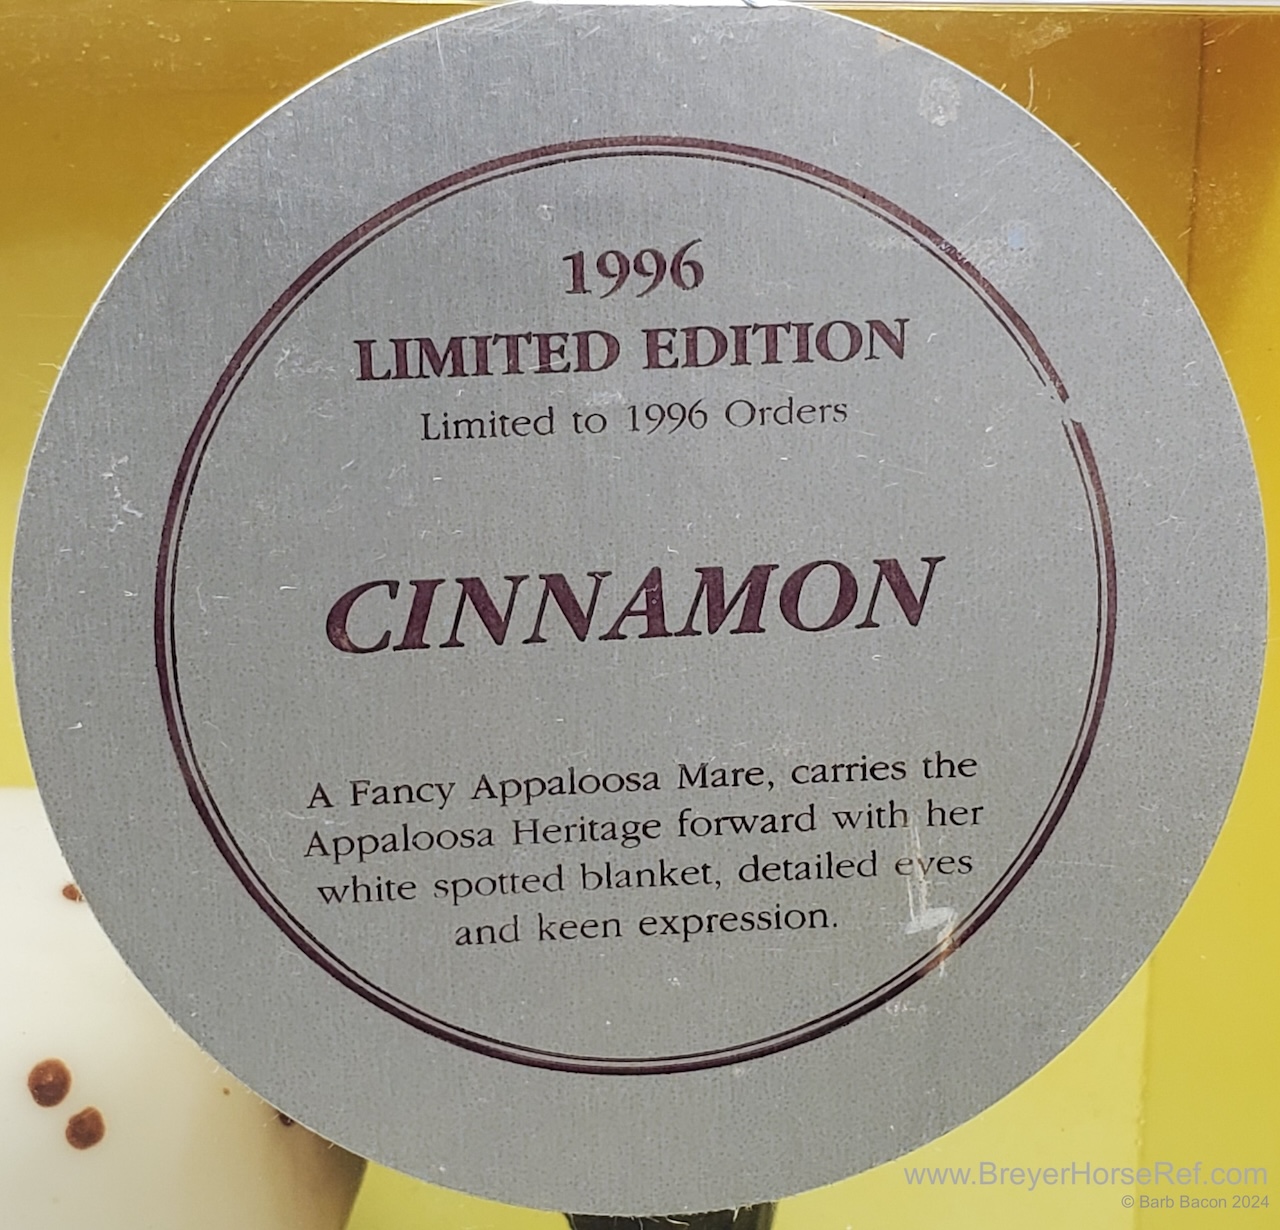 1996
LIMITED EDITION
Limited to 1996 Orders
CINNAMON
A Fancy Appaloosa Mare, carries the
Appaloosa Heritage forward with her
white spotted blanket, detailed eyes
and keen expression.
www.BreyerHorseRef.com
© Barb Bacon 2024